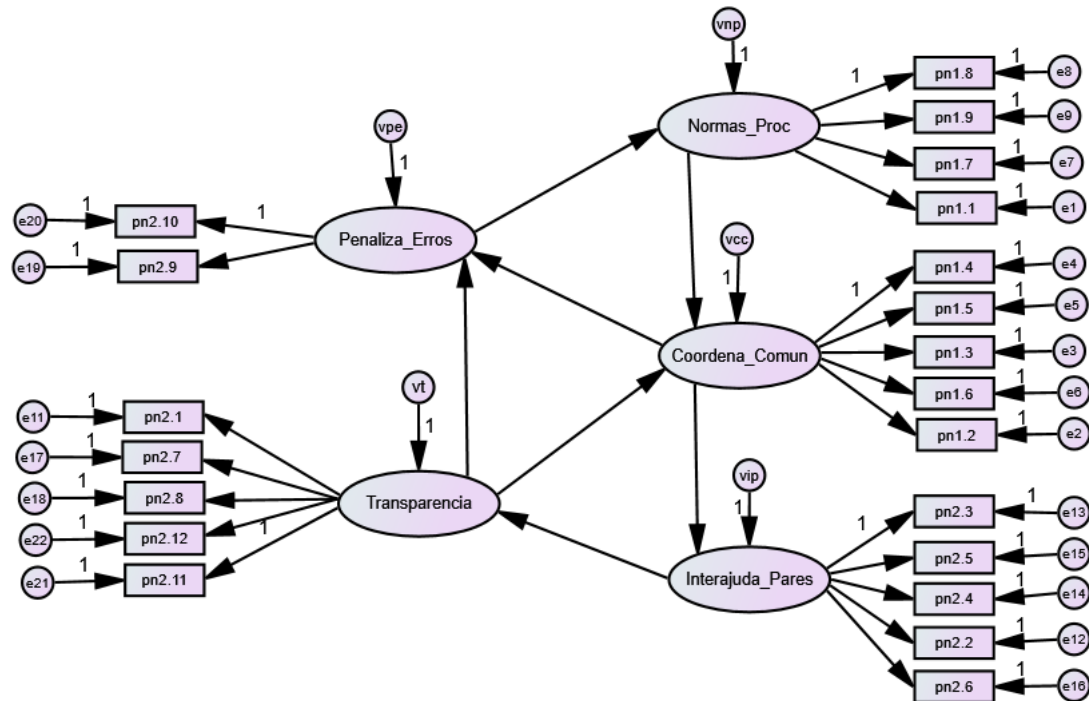 vnp
1
Normas_Proc
1
pn1.8
1
e8
pn1.9
1
e9
pn1.7
1
e7
pn1.1
1
e1
vpe
1
Penaliza_Erros
e20
1
pn2.10
1
e19
1
pn2.9
vcc
1
Coordena_Comun
1
pn1.4
1
e4
pn1.5
1
e5
pn1.3
1
e3
pn1.6
1
e6
pn1.2
1
e2
vt
1
Transparencia
e11
1
pn2.1
e17
1
pn2.7
e18
1
pn2.8
e22
1
pn2.12
1
e21
1
pn2.11
vip
1
Interajuda_Pares
1
pn2.3
1
e13
pn2.5
1
e15
pn2.4
1
e14
pn2.2
1
e12
pn2.6
1
e16